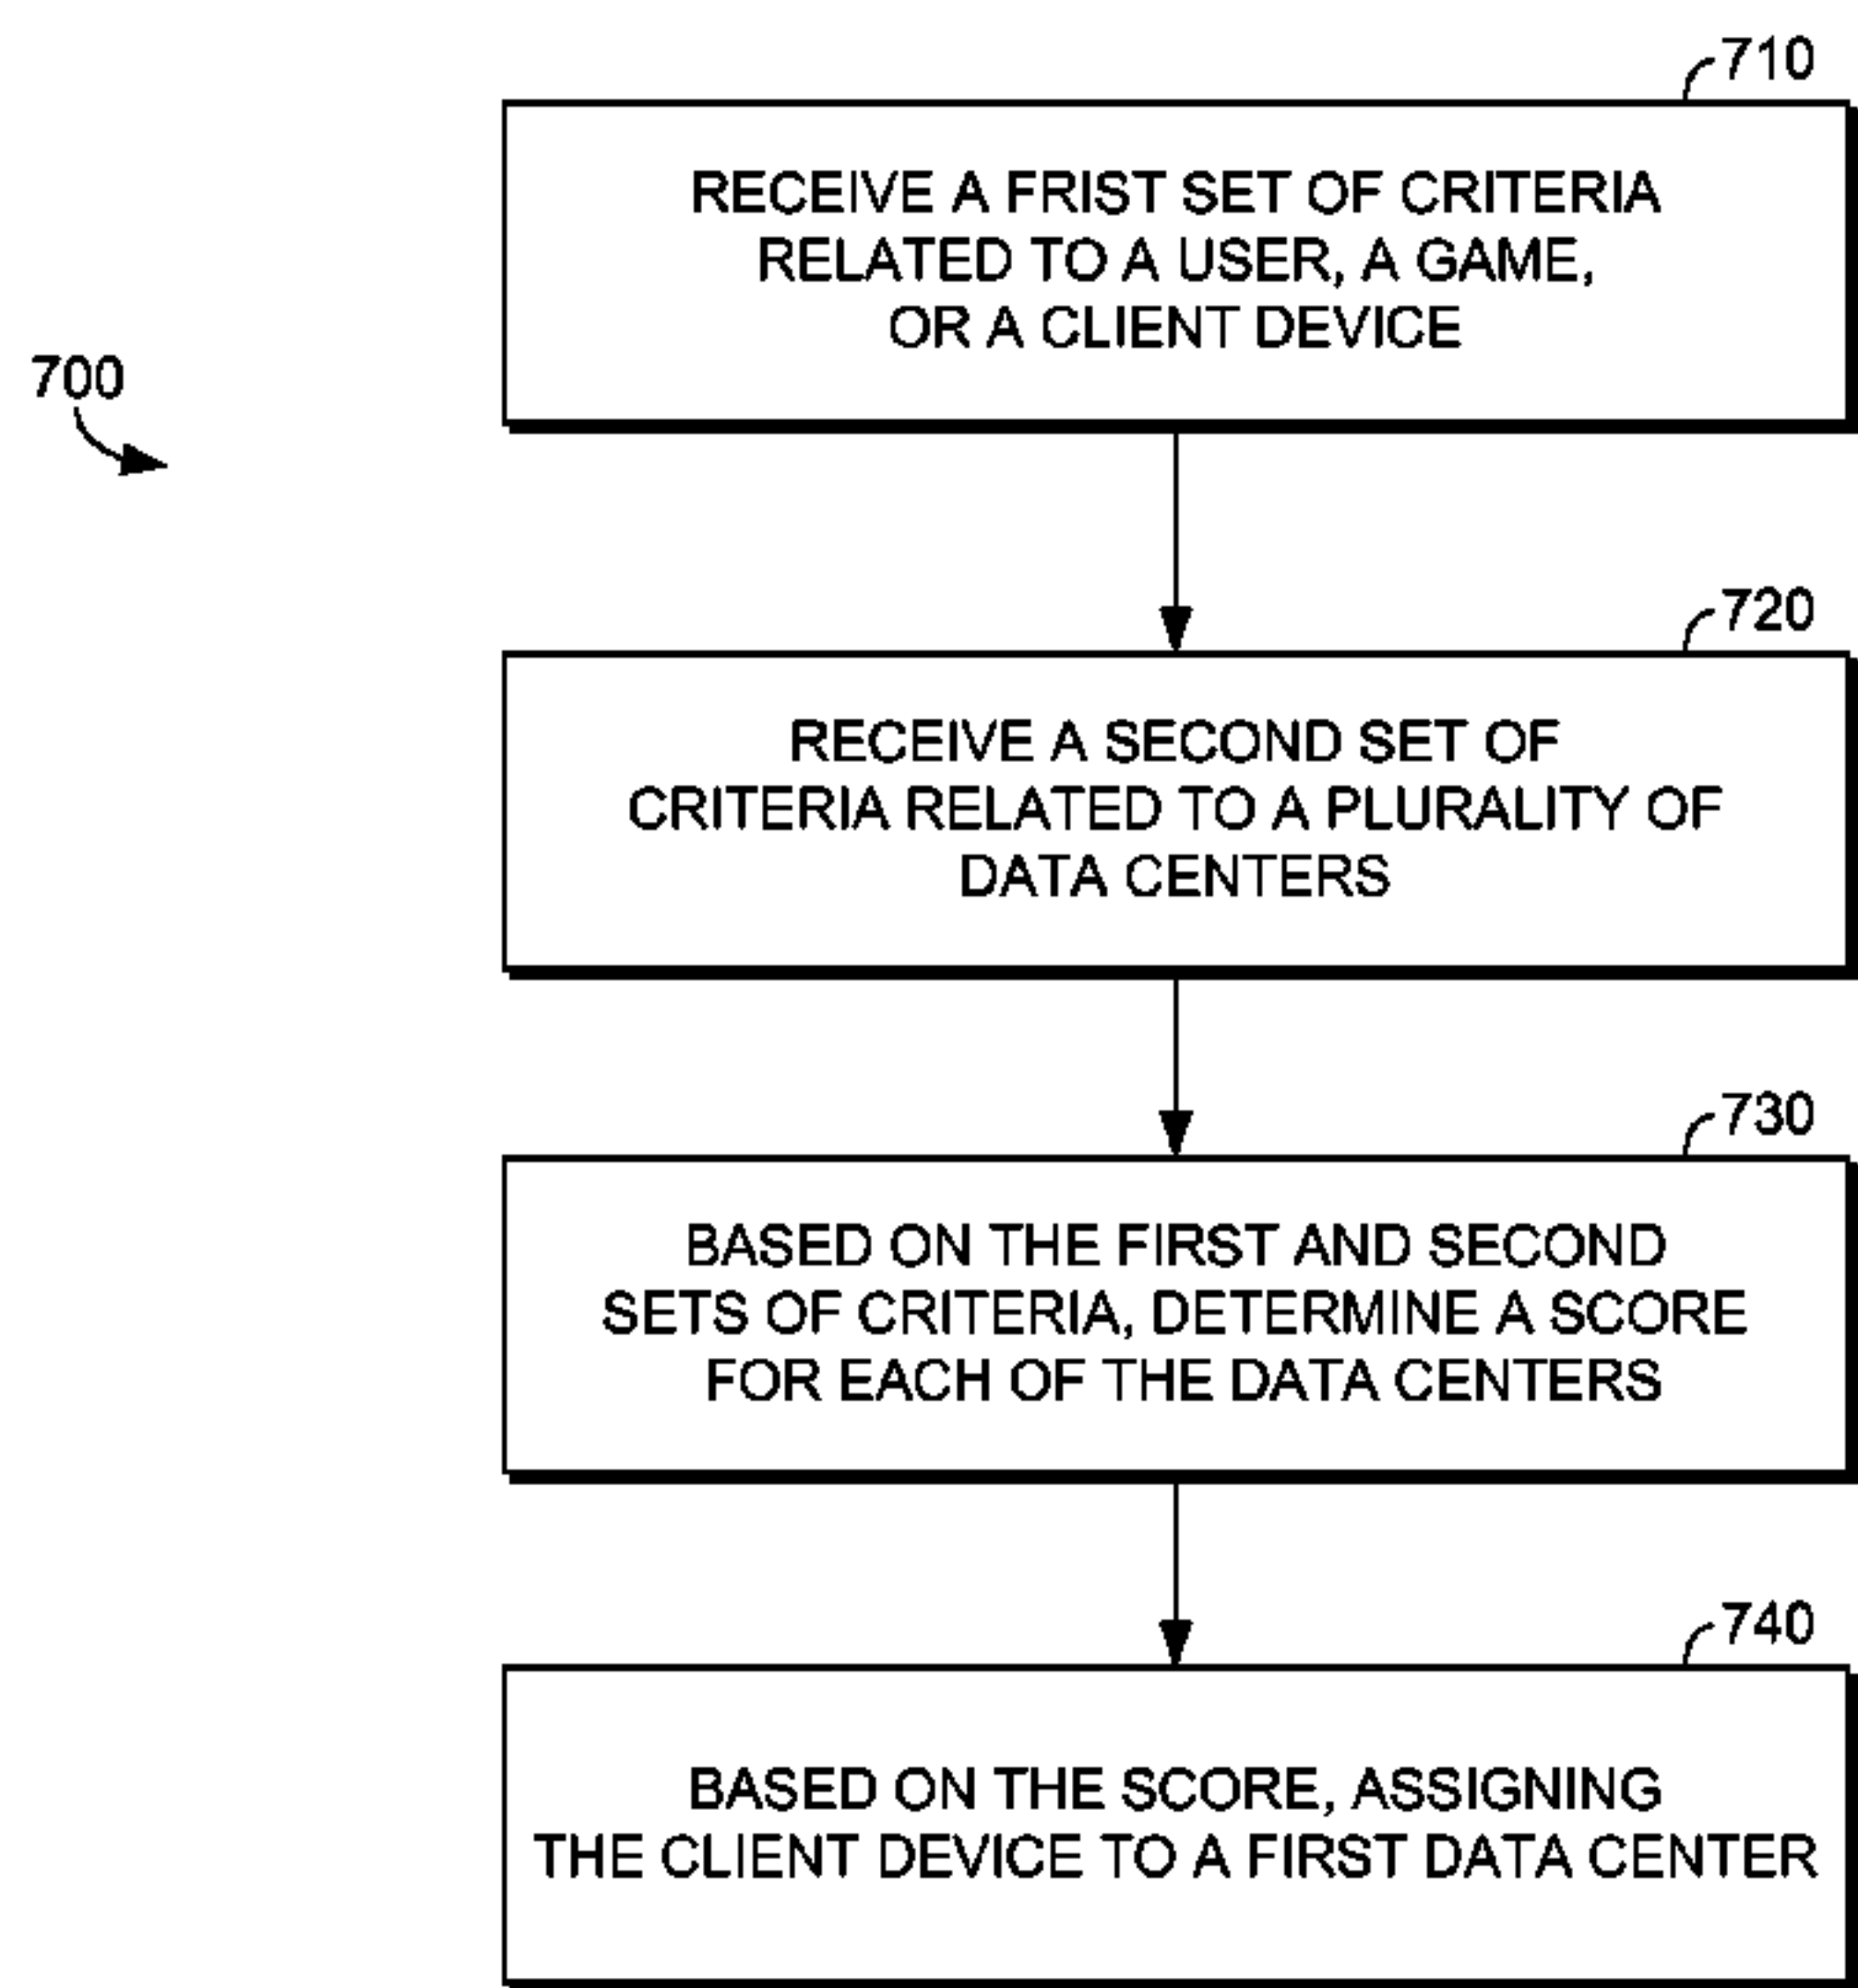 710
RECEIVE A FRIST SET OF CRITERIA
RELATED TO A USER, A GAME,
OR A CLIENT DEVICE
700
720
RECEIVE A SECOND SET OF
CRITERIA RELATED TO A PLURALITY OF
DATA CENTERS
730
BASED ON THE FIRST AND SECOND
SETS OF CRITERIA, DETERMINE A SCORE
FOR EACH OF THE DATA CENTERS
740
BASED ON THE SCORE, ASSIGNING
THE CLIENT DEVICE TO A FIRST DATA CENTER